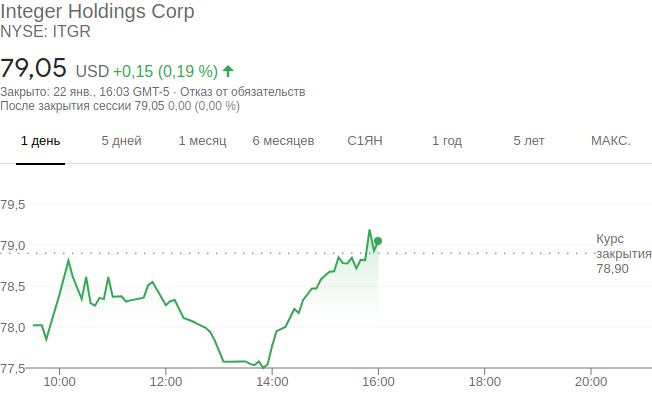 Integer Holdings Corp
NYSE: ITGR
79,05 USD +0,15 (0,19 %)
Закрыто: 22 янв., 16:03 GMT-5 · Отказ от обязательств
После закрытия сессии 79,05 0,00 (0,00 %)
1 день 5 дней 1 месяц 6 месяцев С1ЯН 1 год 5 лет МАКС.
79,5
79,0
78,5
78,0
77,5
Курс
закрытия
78,90
10:00 12:00 14:00 16:00 18:00 20:00